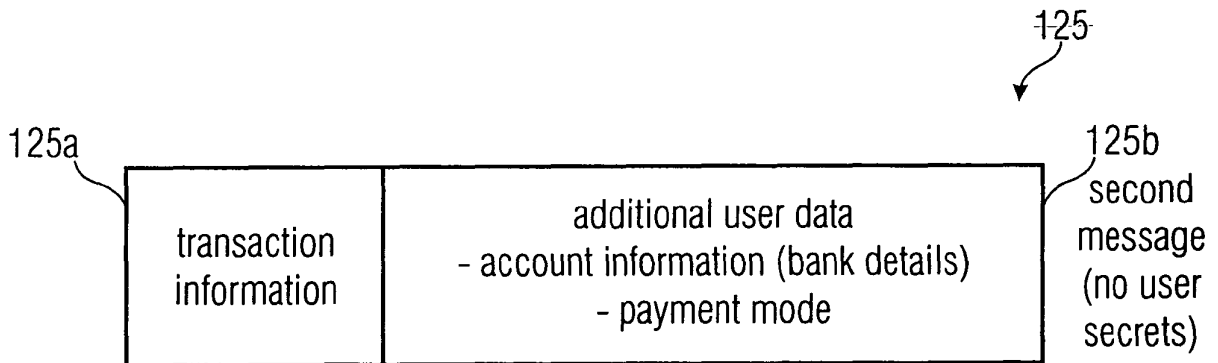 125
125a
transaction
information
additional user data
- account information (bank details)
- payment mode
125b
second
message
(no user
secrets)